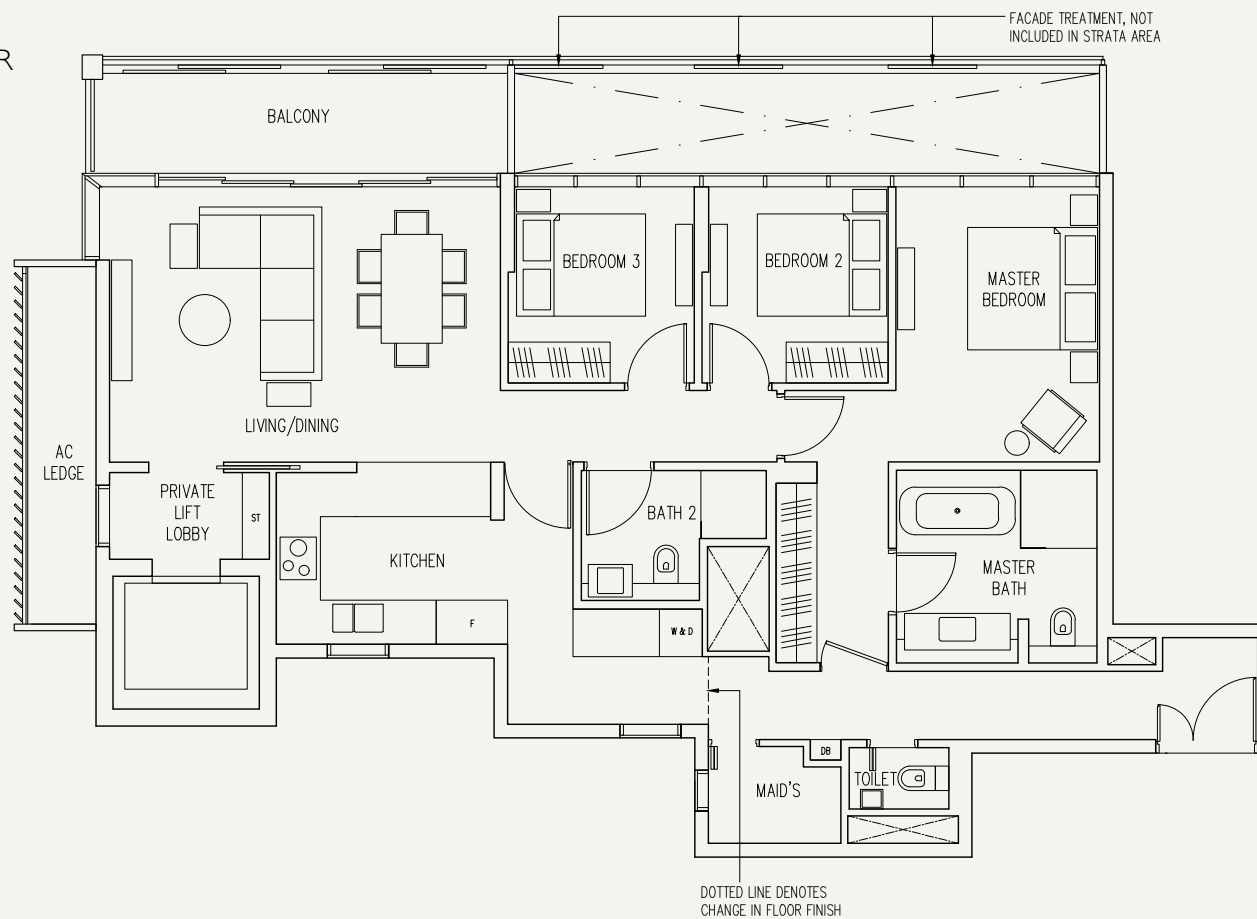 FACADE TREATMENT, NOT
INCLUDED IN STRATA AREA
R
BALCONY
BEDROOM 3
BEDROOM 2
MASTER
BEDROOM
LIVING/DINING
AC
LEDGE
PRIVATE
LIFT
LOBBY
ST
KITCHEN
BATH 2
MASTER
BATH
F
W & D
DB
TOILET
MAID'S
DOTTED LINE DENOTES
CHANGE IN FLOOR FINISH